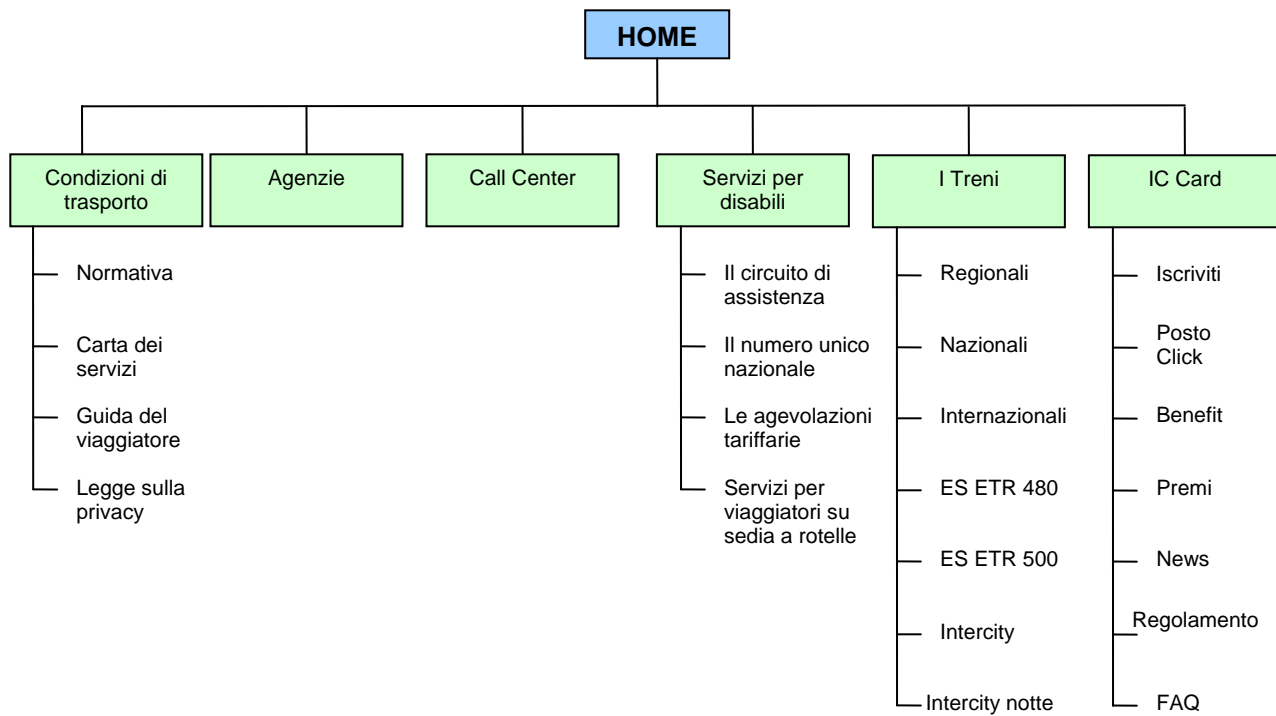 HOME
Condizioni di
trasporto
Agenzie
Call Center
Servizi per
disabili
I Treni
IC Card
Normativa
Carta dei
servizi
Guida del
viaggiatore
Legge sulla
privacy
Il circuito di
assistenza
Il numero unico
nazionale
Le agevolazioni
tariffarie
Servizi per
viaggiatori su
sedia a rotelle
Regionali
Nazionali
Internazionali
ES ETR 480
ES ETR 500
Intercity
Intercity notte
Iscriviti
Posto
Click
Benefit
Premi
News
Regolamento
FAQ